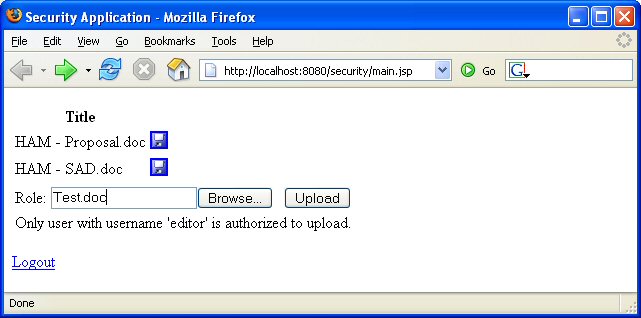 Security Application - Mozilla Firefox
File Edit View Go Bookmarks Tools Help
http://localhost:8080/security/main.jsp Go G
Title
HAM - Proposal.doc
HAM - SAD.doc
Role: Test.doc Browse... Upload
Only user with username 'editor' is authorized to upload.
Logout
Done